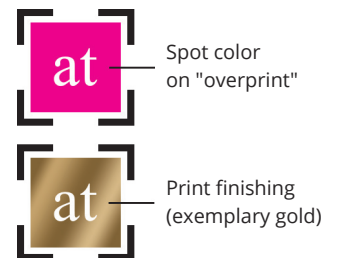 at
Spot color
on "overprint"
at
Print finishing
(exemplary gold)